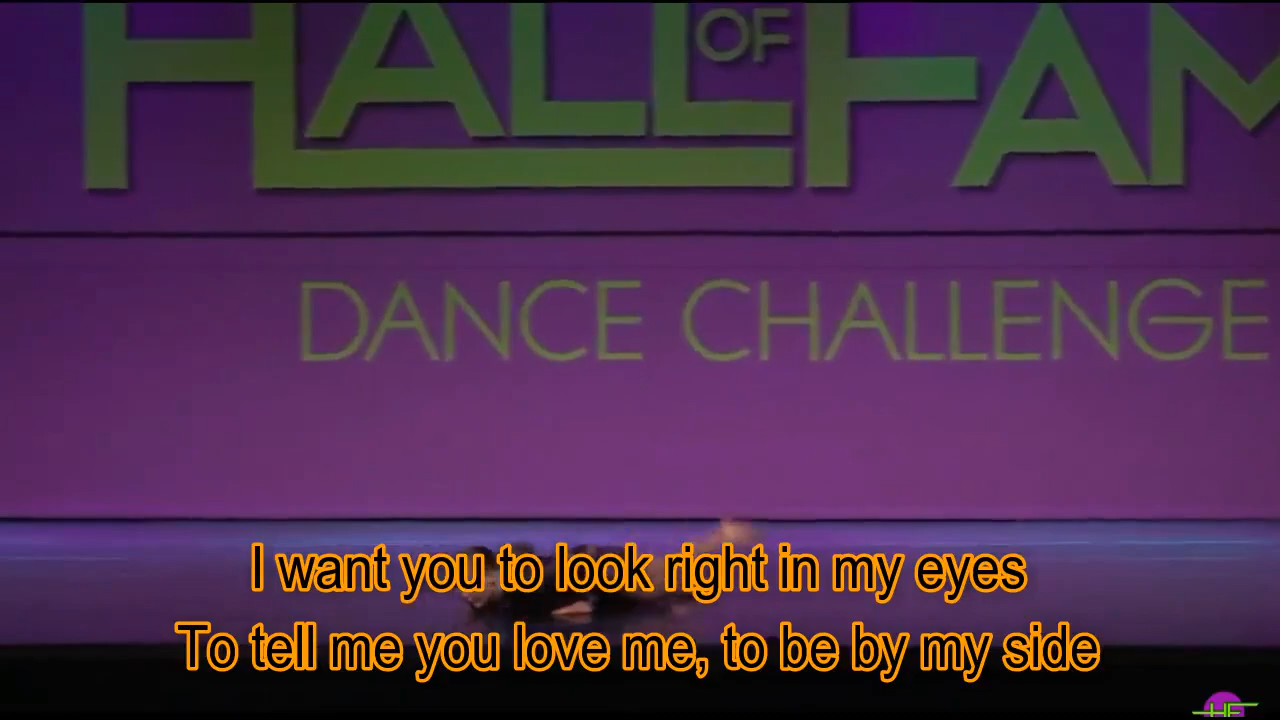 HALL OF FAM
DANCE CHALLENGE
I want you to look right in my eyes
To tell me you love me, to be by my side
HF